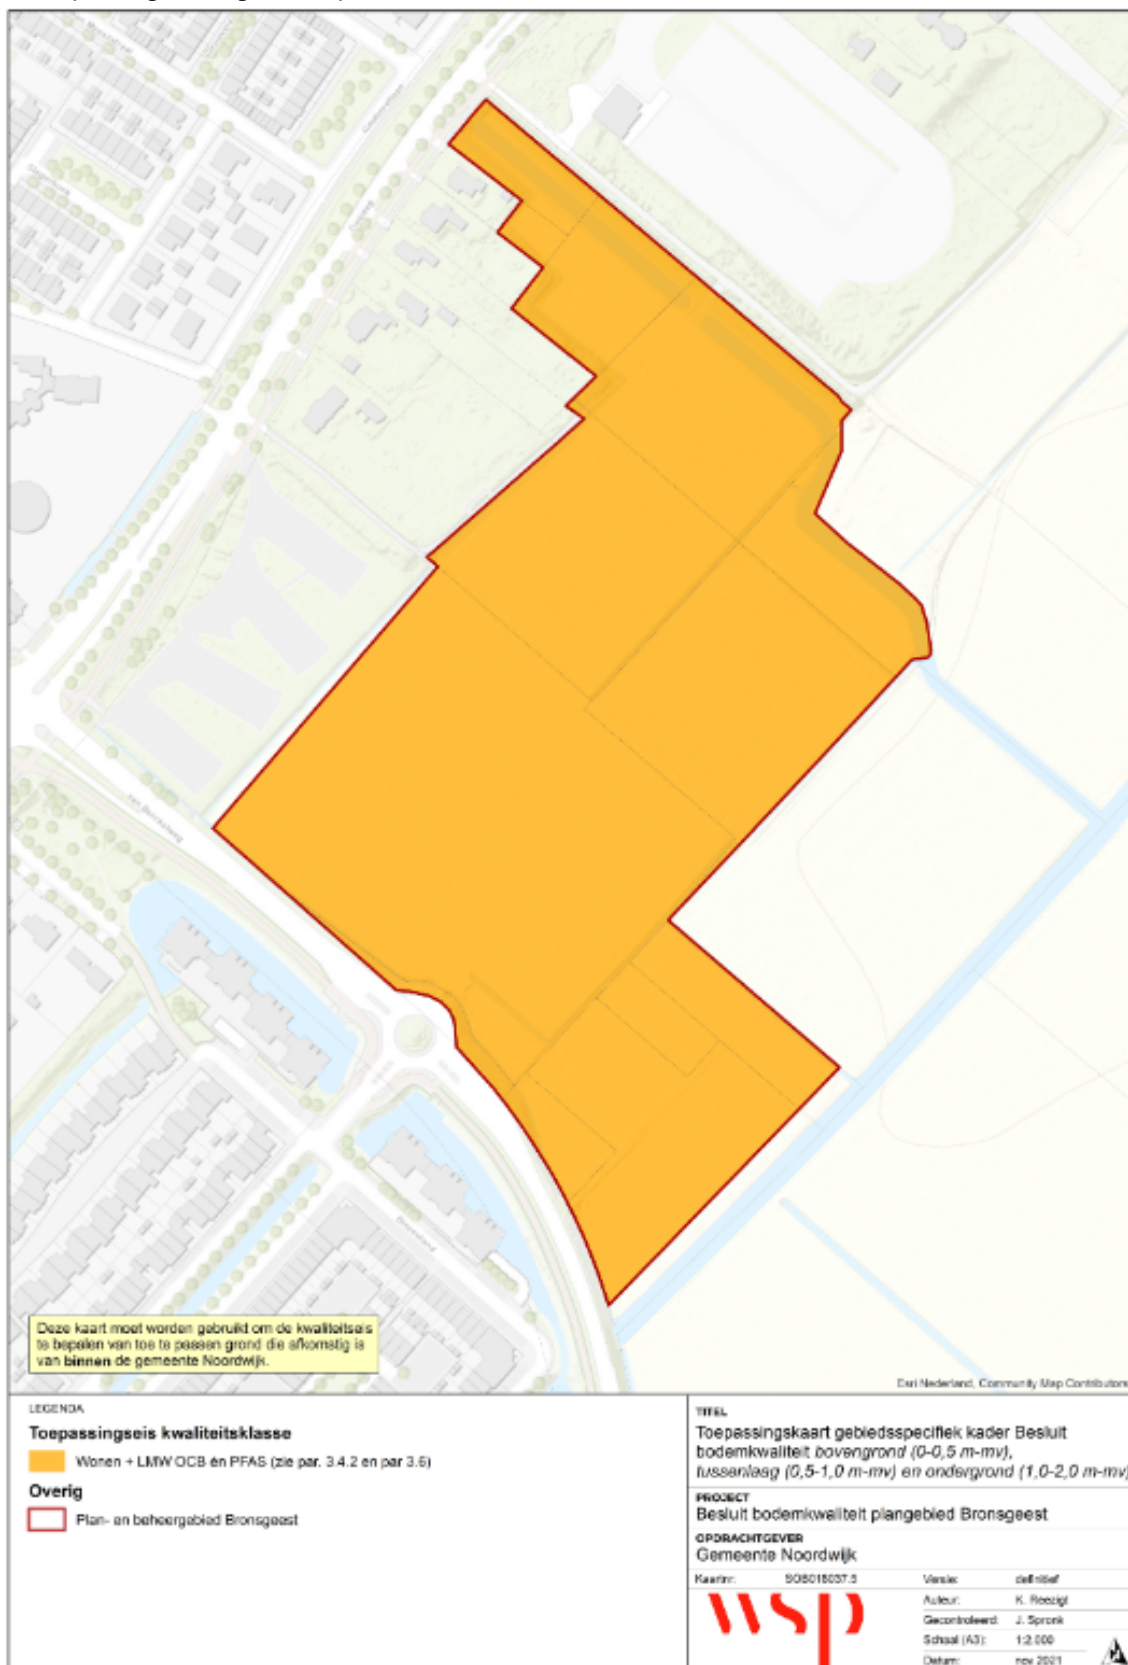 van Berckelweg
Deze kaart moet worden gebruikt om de kwaliteitseis
te bepalen van toe te passen grond die afkomstig is
van binnen de gemeente Noordwijk.
Esri Nederland, Community Map Contributors
LEGENDA
Toepassingseis kwaliteitsklasse
Wonen + LMW OCB én PFAS (zie par. 3.4.2 en par 3.6)
Overig
Plan- en beheergebied Bronsgeest
TITEL
Toepassingskaart gebiedsspecifiek kader Besluit
bodemkwaliteit bovengrond (0-0,5 m-mv),
tussenlaag (0,5-1,0 m-mv) en ondergrond (1,0-2,0 m-mv)
PROJECT
Besluit bodemkwaliteit plangebied Bronsgeest
OPDRACHTGEVER
Gemeente Noordwijk
Kaartnr: SOB018037.5
Versie: definitief
Auteur: K. Reezigt
Gecontroleerd: J. Spronk
Schaal (A3): 1:2.000
Datum: nov 2021
wsp